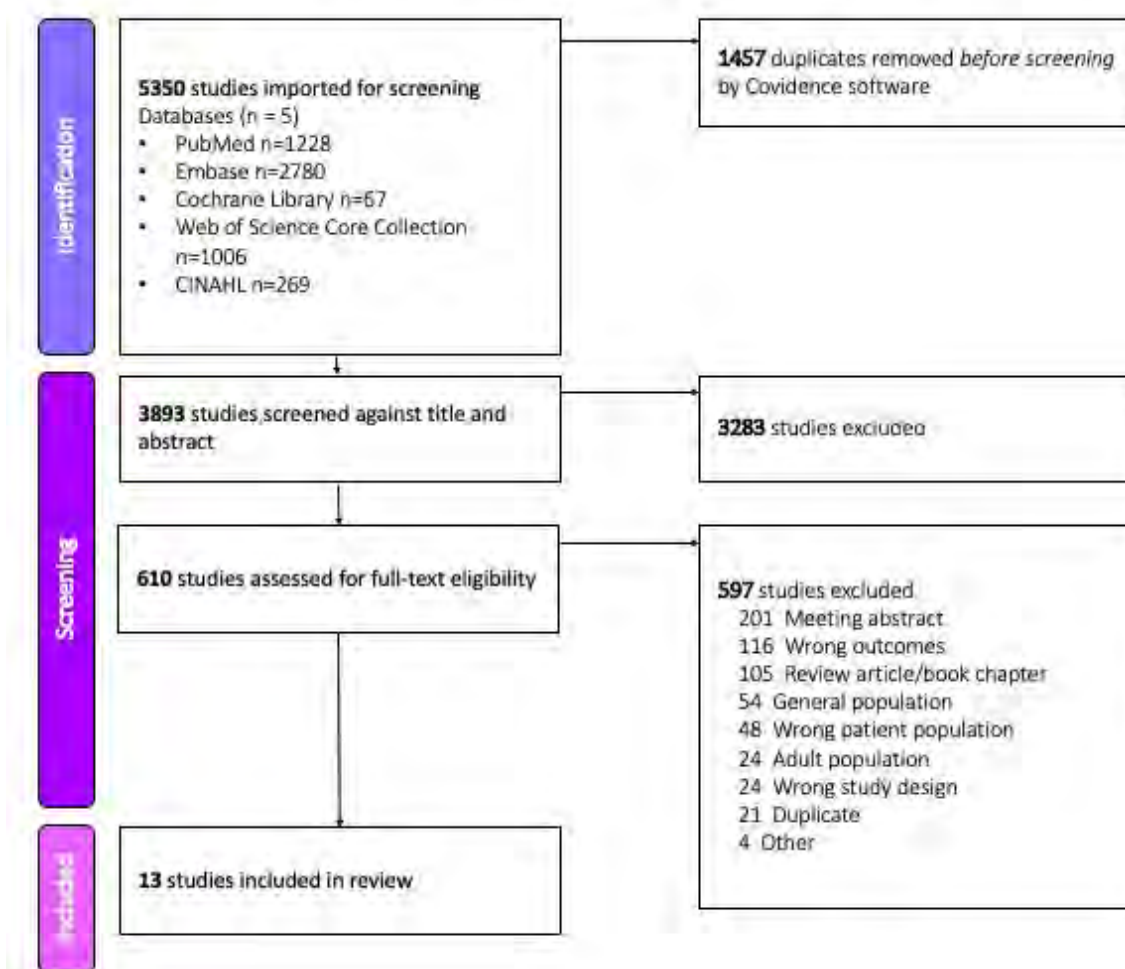 Identification
5350 studies imported for screening
Databases (n = 5)
• PubMed n=1228
• Embase n=2780
• Cochrane Library n=67
• Web of Science Core Collection
n=1006
• CINAHL n=269
1457 duplicates removed before screening
by Covidence software
Screening
3893 studies screened against title and
abstract
3283 studies excluded
610 studies assessed for full-text eligibility
597 studies excluded
201 Meeting abstract
116 Wrong outcomes
105 Review article/book chapter
54 General population
48 Wrong patient population
24 Adult population
24 Wrong study design
21 Duplicate
4 Other
Included
13 studies included in review